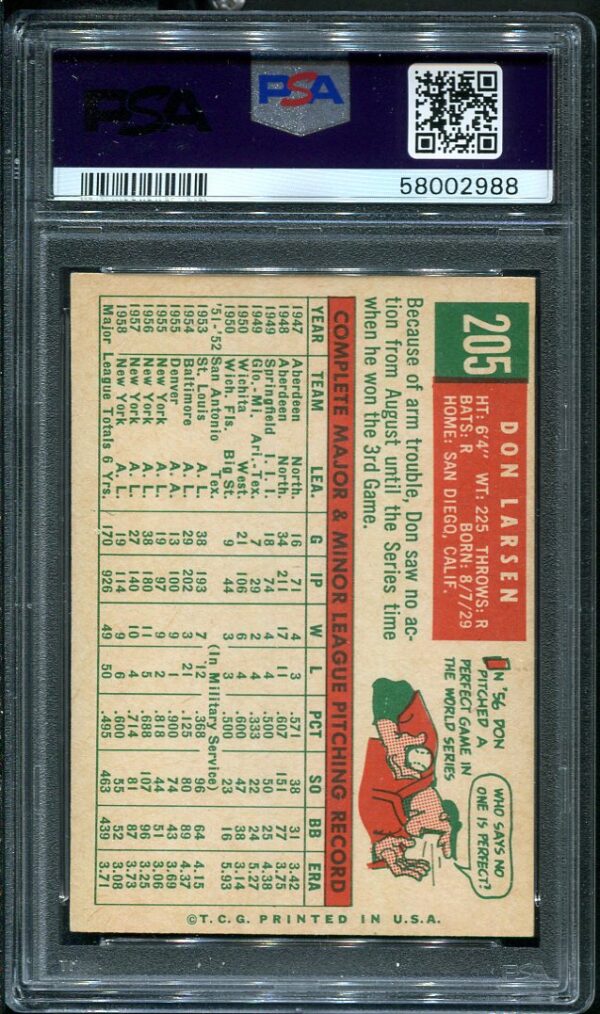 PSA
PSA
58002988
205
DON LARSEN
HT: 6'4" WT: 225 THROWS: R
BATS: R BORN: 8/7/29
HOME: SAN DIEGO, CALIF.
Because of arm trouble, Don saw no ac-
tion from August until the Series time
when he won the 3rd Game.
IN '56 DON
PITCHED A
PERFECT GAME IN
THE WORLD SERIES
WHO SAYS NO
ONE IS PERFECT?
COMPLETE MAJOR & MINOR LEAGUE PITCHING RECORD
YEAR TEAM LEA. G IP W L PCT SO BB ERA
1947 Aberdeen North. 16 71 4 3 .571 38 31 3.42
1948 Aberdeen North. 34 211 17 11 .607 151 77 3.75
1949 Springfield I. I. I. 18 74 4 4 .500 50 25 4.38
1949 Glo.-Mi. Ari.-Tex. 7 29 2 4 .333 22 24 5.27
1950 Wichita West. 21 106 6 4 .600 47 38 3.14
1950 Wich. Fls. Big St. 9 44 3 3 .500 23 16 5.93
'51-'52 San Antonio Tex. (In Military Service)
1953 St. Louis A. L. 38 193 7 12 .368 96 64 4.15
1954 Baltimore A. L. 29 202 3 21 .125 80 89 4.37
1955 Denver A. A. 13 100 9 1 .900 74 43 3.69
1955 New York A. L. 19 97 9 2 .818 44 51 3.06
1956 New York A. L. 38 180 11 5 .688 107 96 3.25
1957 New York A. L. 27 140 10 4 .714 81 87 3.73
1958 New York A. L. 19 114 9 6 .600 55 52 3.08
Major League Totals 6 Yrs. 170 926 49 50 .495 463 439 3.71
©T.C.G. PRINTED IN U.S.A.
PSA